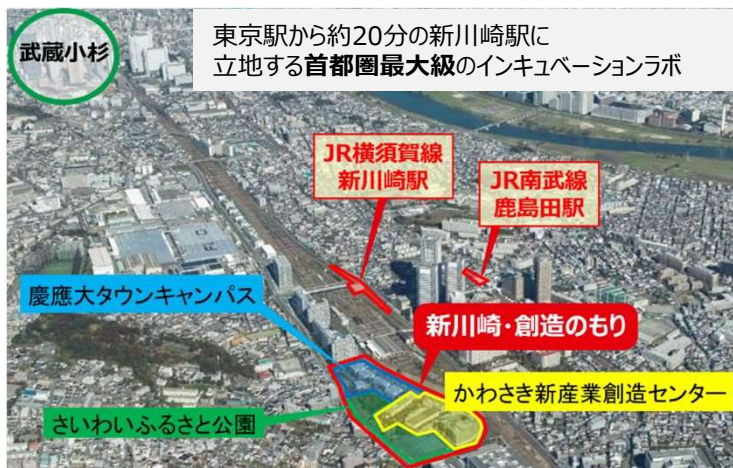 東京駅から約20分の新川崎駅に
立地する首都圏最大級のインキュベーションラボ
武蔵小杉
JR横須賀線
新川崎駅
JR南武線
鹿島田駅
慶應大タウンキャンパス
新川崎・創造のもり
かわさき新産業創造センター
さいわいふるさと公園